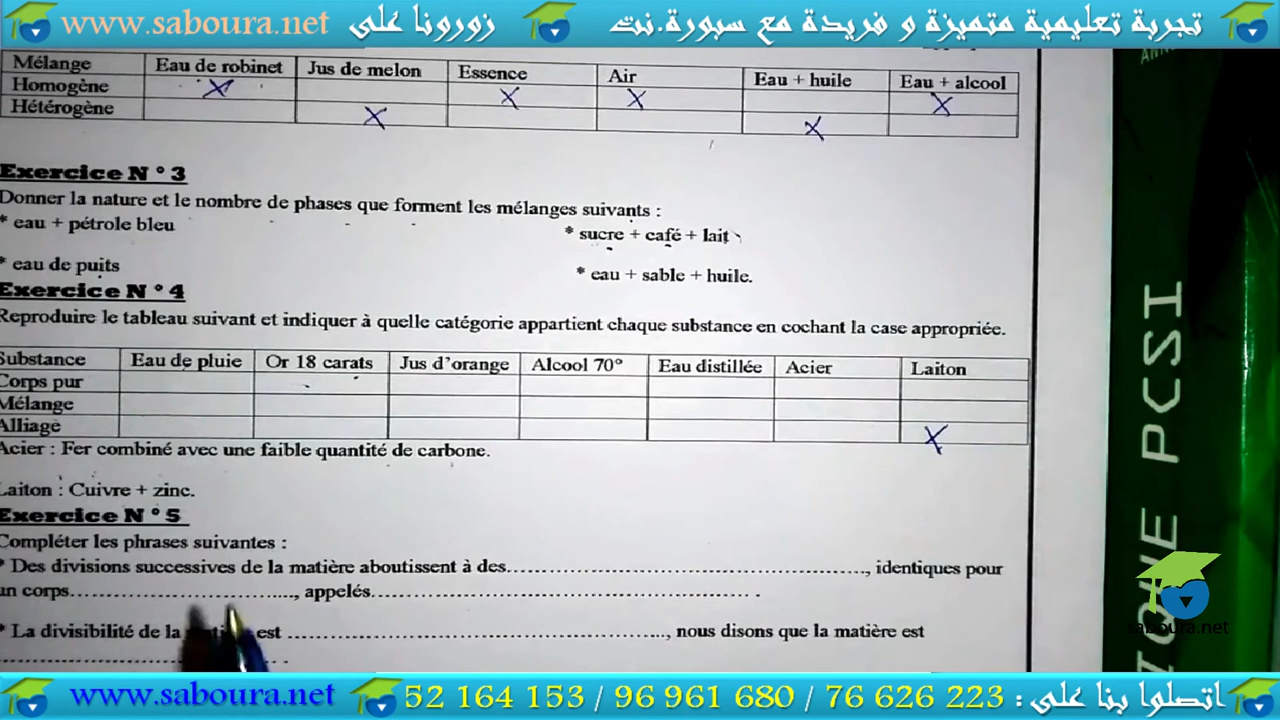 www.saboura.net زورونا على تجربة تعليمية متميزة و فريدة مع سبورة.نت
Mélange Eau de robinet Jus de melon Essence Air Eau + huile Eau + alcool
Homogène X X X X
Hétérogène X X
Exercice N ° 3
Donner la nature et le nombre de phases que forment les mélanges suivants :
* eau + pétrole bleu * sucre + café + lait
* eau de puits * eau + sable + huile.
Exercice N ° 4
Reproduire le tableau suivant et indiquer à quelle catégorie appartient chaque substance en cochant la case appropriée.
Substance Eau de pluie Or 18 carats Jus d’orange Alcool 70° Eau distillée Acier Laiton
Corps pur
Mélange
Alliage X
Acier : Fer combiné avec une faible quantité de carbone.
Laiton : Cuivre + zinc.
Exercice N ° 5
Compléter les phrases suivantes :
* Des divisions successives de la matière aboutissent à des……………………………………………, identiques pour
un corps……………………………..., appelés……………………………………………… .
* La divisibilité de la est ……………………………………………..., nous disons que la matière est
PCSI
saboura.net
www.saboura.net 52 164 153 / 96 961 680 / 76 626 223 : اتصلوا بنا على